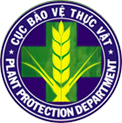 CỤC BẢO VỆ THỰC VẬT
PLANT PROTECTION DEPARTMENT